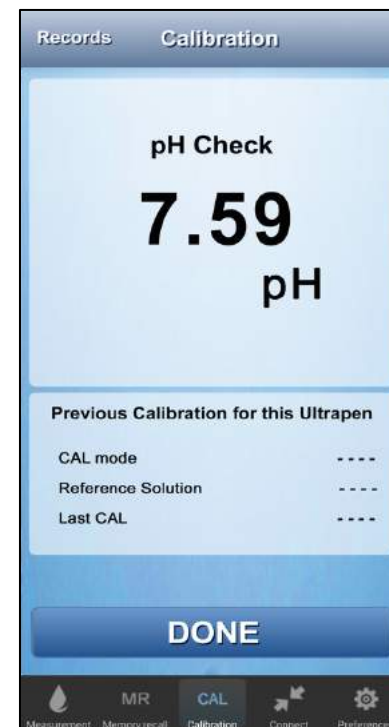 Records Calibration
pH Check
7.59
pH
Previous Calibration for this Ultrapen
CAL mode ----
Reference Solution ----
Last CAL ----
DONE
MR CAL
Measurement Memory recall Calibration Connect Preference